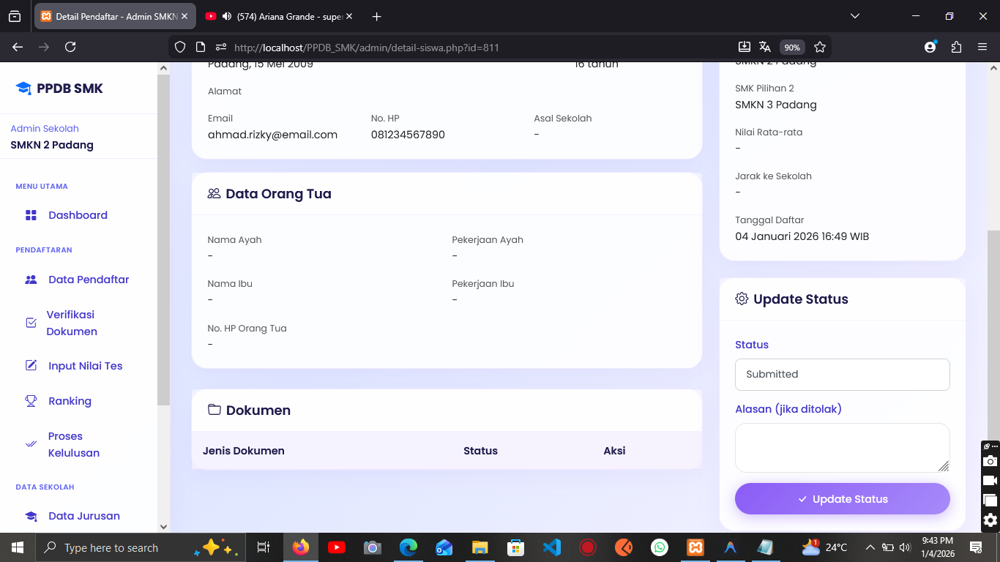 Detail Pendaftar - Admin SMKN
(574) Ariana Grande - supe
http://localhost/PPDB_SMK/admin/detail-siswa.php?id=811
90%
PPDB SMK
Admin Sekolah
SMKN 2 Padang
MENU UTAMA
Dashboard
PENDAFTARAN
Data Pendaftar
Verifikasi
Dokumen
Input Nilai Tes
Ranking
Proses
Kelulusan
DATA SEKOLAH
Data Jurusan
Padang, 15 Mei 2009
16 tahun
Alamat
Email
No. HP
Asal Sekolah
ahmad.rizky@email.com
081234567890
-
Data Orang Tua
Nama Ayah
Pekerjaan Ayah
-
-
Nama Ibu
Pekerjaan Ibu
-
-
No. HP Orang Tua
-
Dokumen
Jenis Dokumen
Status
Aksi
SMKN 2 Padang
SMK Pilihan 2
SMKN 3 Padang
Nilai Rata-rata
-
Jarak ke Sekolah
-
Tanggal Daftar
04 Januari 2026 16:49 WIB
Update Status
Status
Submitted
Alasan (jika ditolak)
Update Status
Type here to search
1
24°C
9:43 PM
1/4/2026